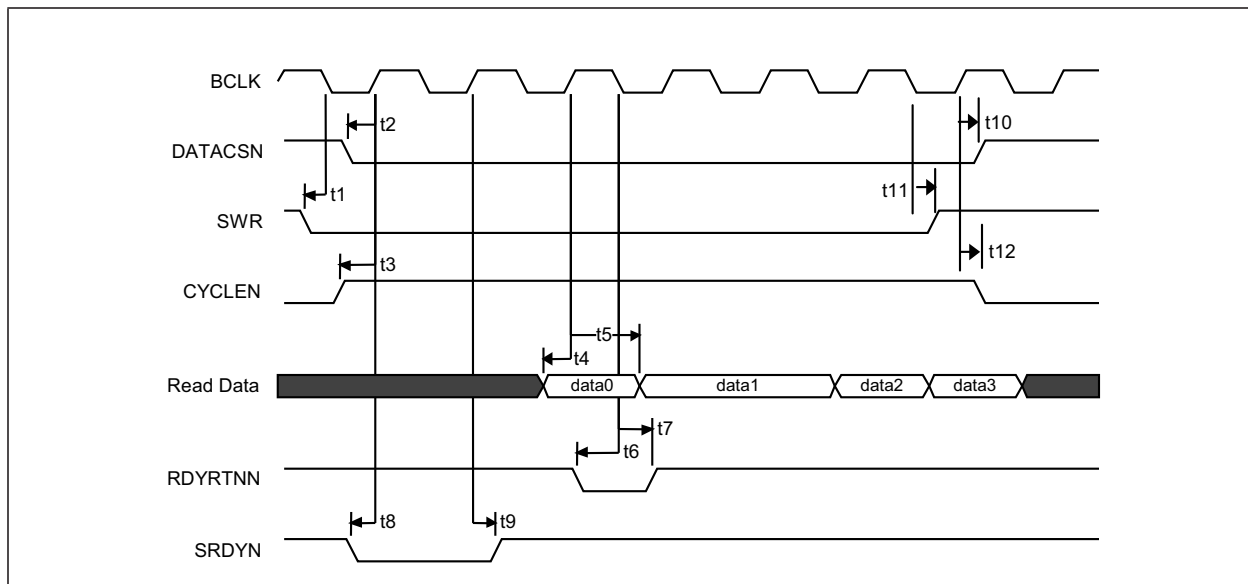 BCLK
t2
t10
DATACSN
t1
t11
SWR
t3
t12
CYCLEN
t5
t4
Read Data
data0
data1
data2
data3
t7
t6
RDYRTNN
t8
t9
SRDYN